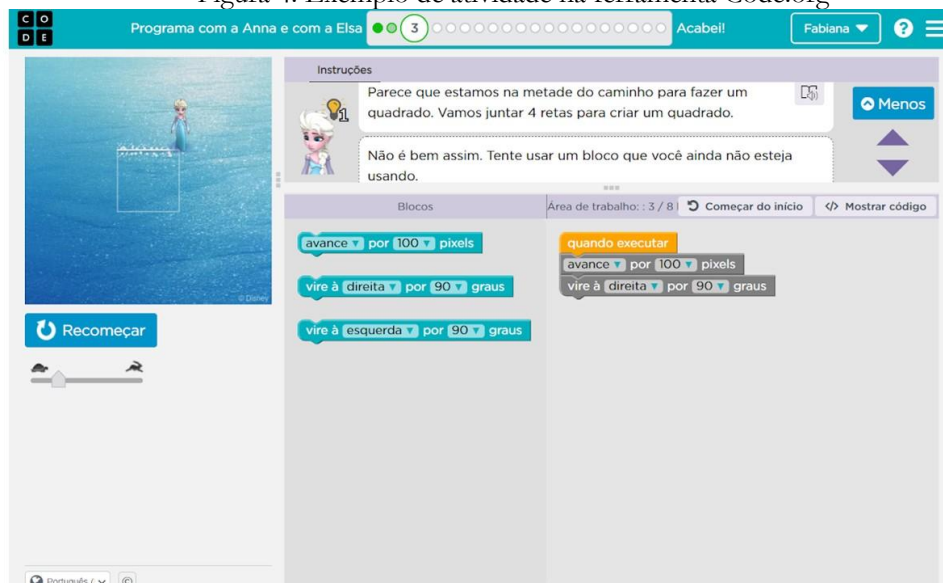 Figura 4. Exemplo de atividade na ferramenta Code.org
C O
D E
Programa com a Anna e com a Elsa
3
Acabei!
Fabiana
?
Instruções
1
Parece que estamos na metade do caminho para fazer um
quadrado. Vamos juntar 4 retas para criar um quadrado.
Menos
Não é bem assim. Tente usar um bloco que você ainda não esteja
usando.
Blocos
Área de trabalho: : 3 / 8
Começar do início
</> Mostrar código
avance por 100 pixels
vire à direita por 90 graus
vire à esquerda por 90 graus
quando executar
avance por 100 pixels
vire à direita por 90 graus
© Disney
Recomeçar
Português (
©